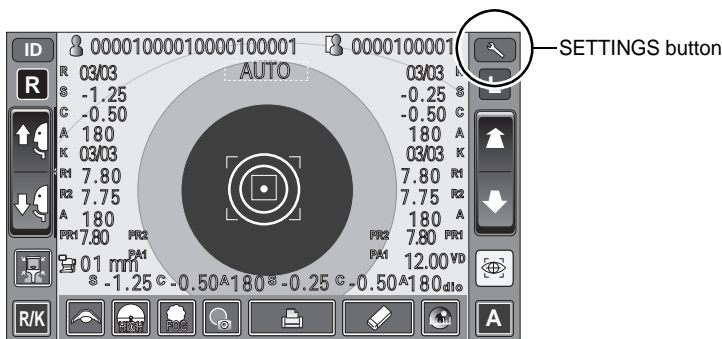 ID 00001000010000100001 0000100001
SETTINGS button
R AUTO L
R 03/03 03/03 R
S -1.25 -0.25 S
C -0.50 -0.50 C
A 180 180 A
K 03/03 03/03 K
R1 7.80 7.80 R1
R2 7.75 7.75 R2
A 180 180 A
PR1 7.80 PR2 PR2 7.80 PR1
PA1 PA1
01 mm 12.00 VD
S -1.25 C -0.50 A 180 S -0.25 C -0.50 A 180 dio
R/K HIGH FOG A